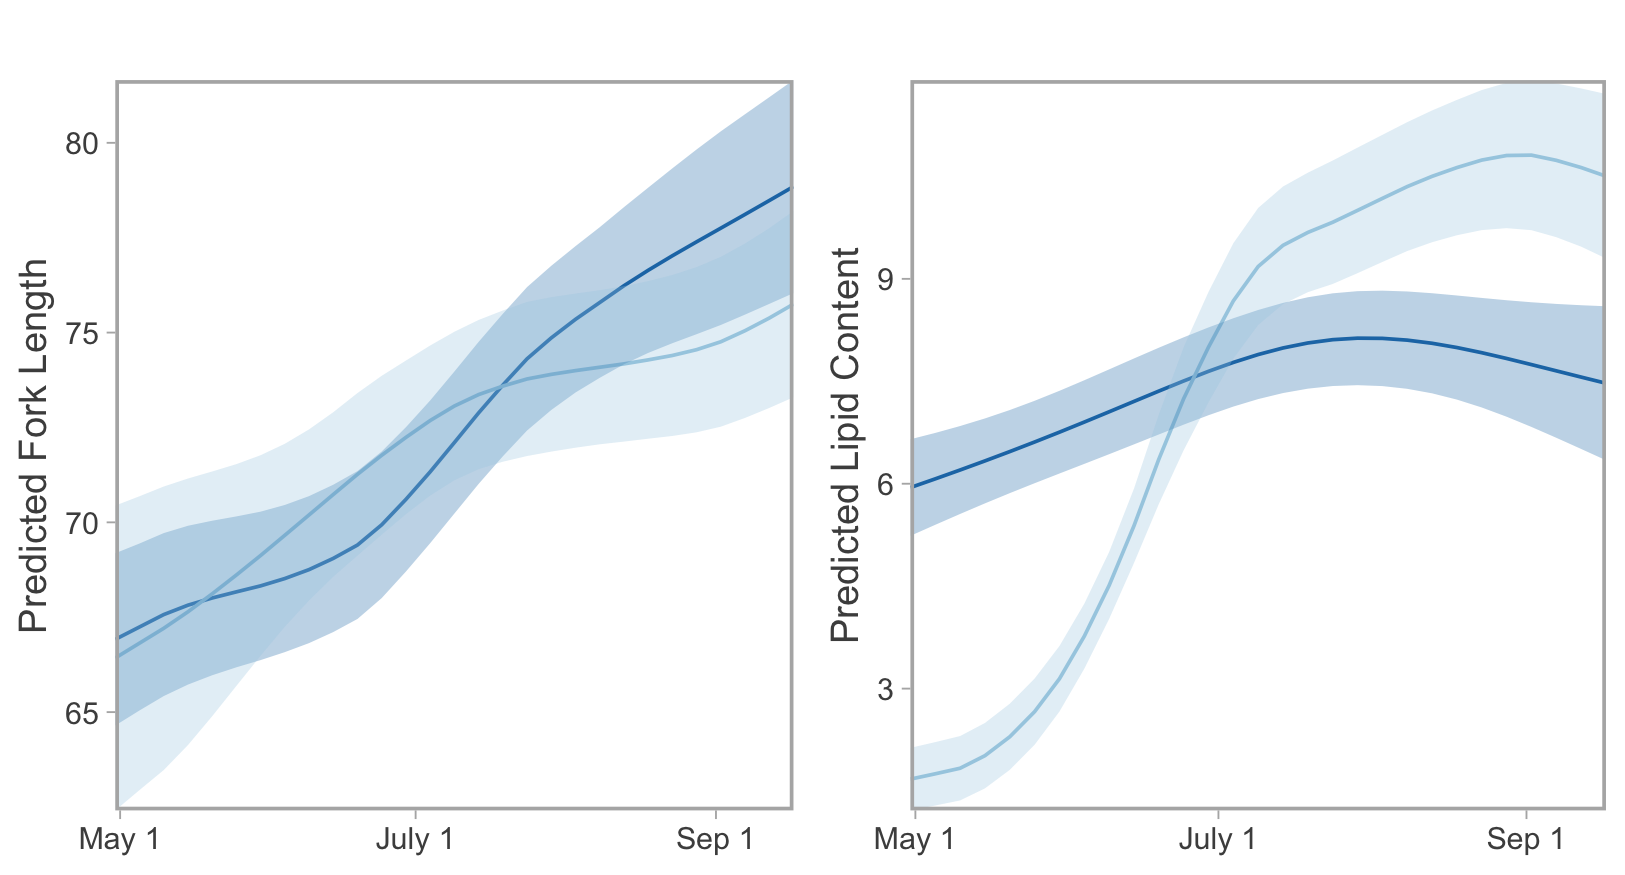 Predicted Fork Length
80
75
70
65
May 1
July 1
Sep 1
Predicted Lipid Content
9
6
3
May 1
July 1
Sep 1